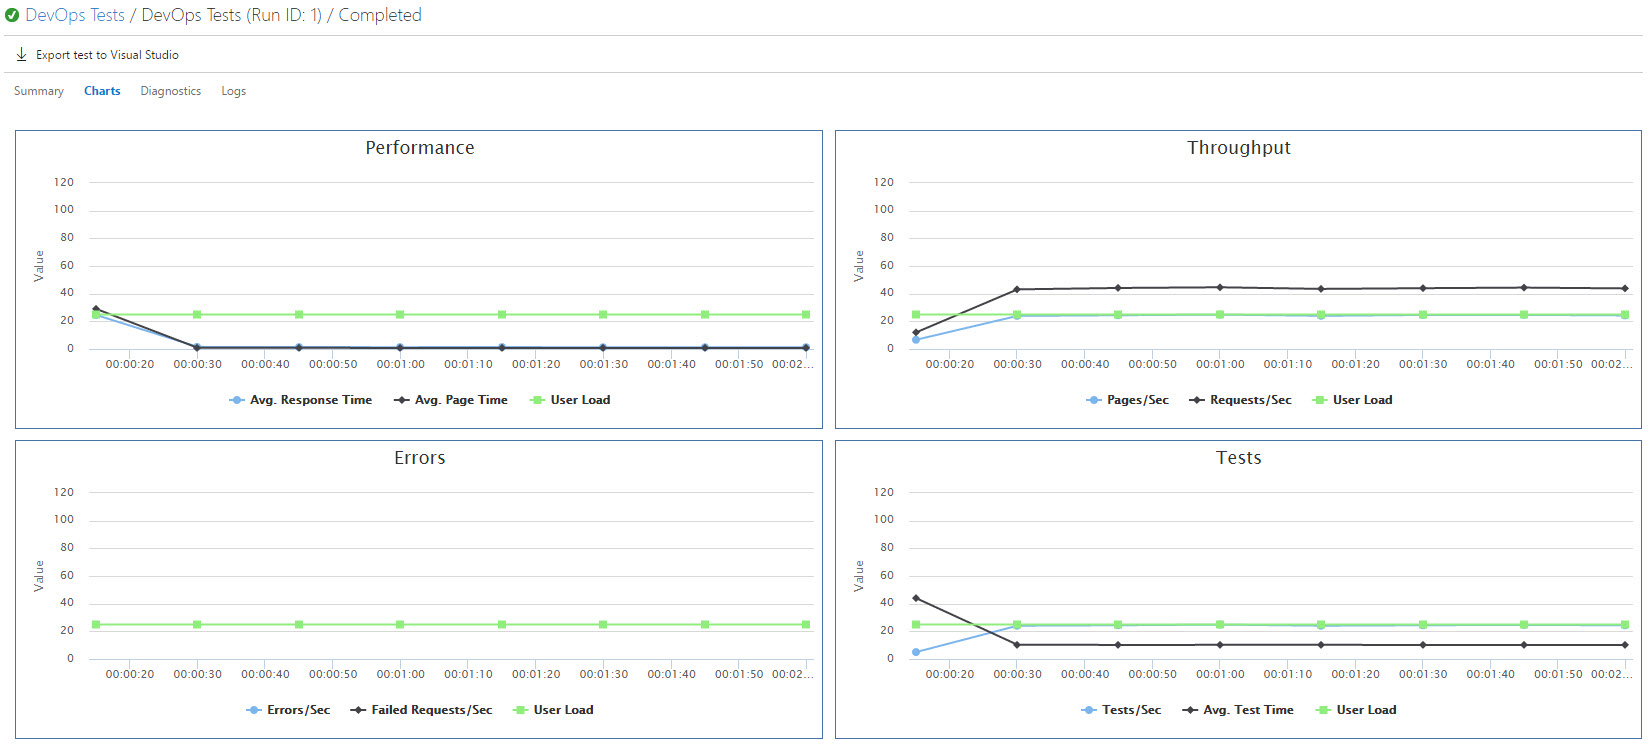 DevOps Tests / DevOps Tests (Run ID: 1) / Completed
Export test to Visual Studio
Summary Charts Diagnostics Logs
Performance
Value
120
100
80
60
40
20
0
00:00:20 00:00:30 00:00:40 00:00:50 00:01:00 00:01:10 00:01:20 00:01:30 00:01:40 00:01:50 00:02...
Avg. Response Time Avg. Page Time User Load
Throughput
Value
120
100
80
60
40
20
0
00:00:20 00:00:30 00:00:40 00:00:50 00:01:00 00:01:10 00:01:20 00:01:30 00:01:40 00:01:50 00:02...
Pages/Sec Requests/Sec User Load
Errors
Value
120
100
80
60
40
20
0
00:00:20 00:00:30 00:00:40 00:00:50 00:01:00 00:01:10 00:01:20 00:01:30 00:01:40 00:01:50 00:02...
Errors/Sec Failed Requests/Sec User Load
Tests
Value
120
100
80
60
40
20
0
00:00:20 00:00:30 00:00:40 00:00:50 00:01:00 00:01:10 00:01:20 00:01:30 00:01:40 00:01:50 00:02...
Tests/Sec Avg. Test Time User Load